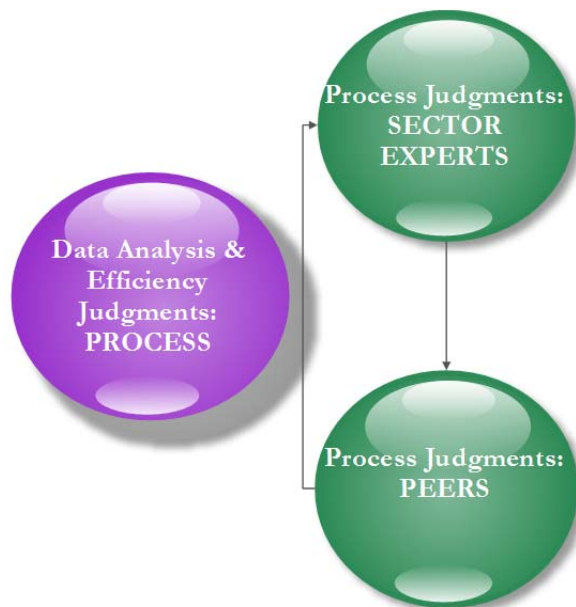 Process Judgments:
SECTOR
EXPERTS
Data Analysis &
Efficiency
Judgments:
PROCESS
Process Judgments:
PEERS